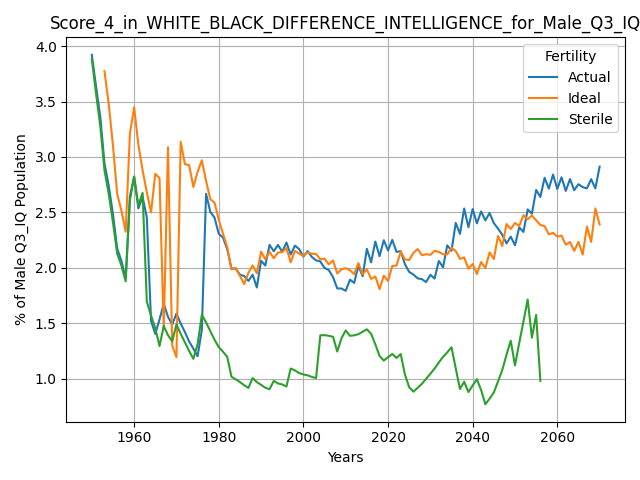 Score_4_in_WHITE_BLACK_DIFFERENCE_INTELLIGENCE_for_Male_Q3_IQ
4.0
3.5
3.0
2.5
2.0
1.5
1.0
% of Male Q3_IQ Population
Fertility
Actual
Ideal
Sterile
1960 1980 2000 2020 2040 2060
Years